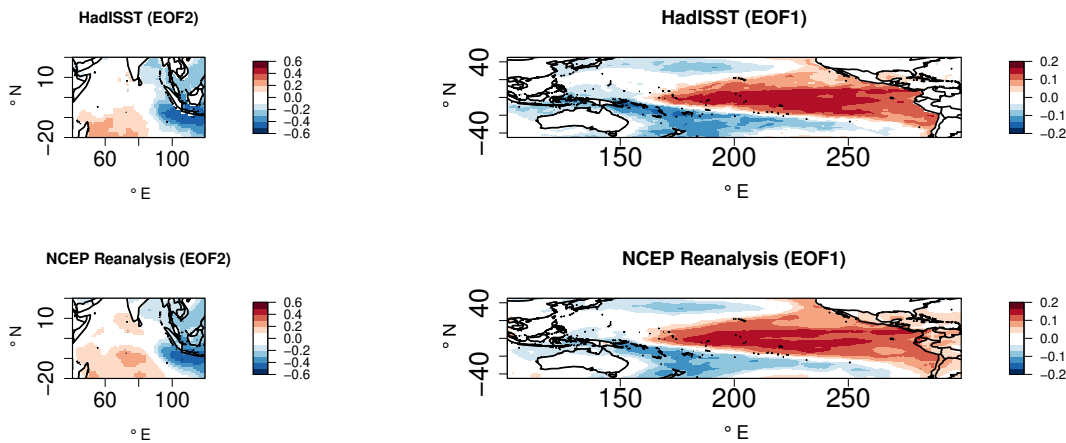 HadISST (EOF2)
10
−20
° N
60 100
° E
0.6
0.4
0.2
0.0
−0.2
−0.4
−0.6
HadISST (EOF1)
40
0
−40
° N
150 200 250
° E
0.2
0.1
0.0
−0.1
−0.2
NCEP Reanalysis (EOF2)
10
−20
° N
60 100
° E
0.6
0.4
0.2
0.0
−0.2
−0.4
−0.6
NCEP Reanalysis (EOF1)
40
0
−40
° N
150 200 250
° E
0.2
0.1
0.0
−0.1
−0.2